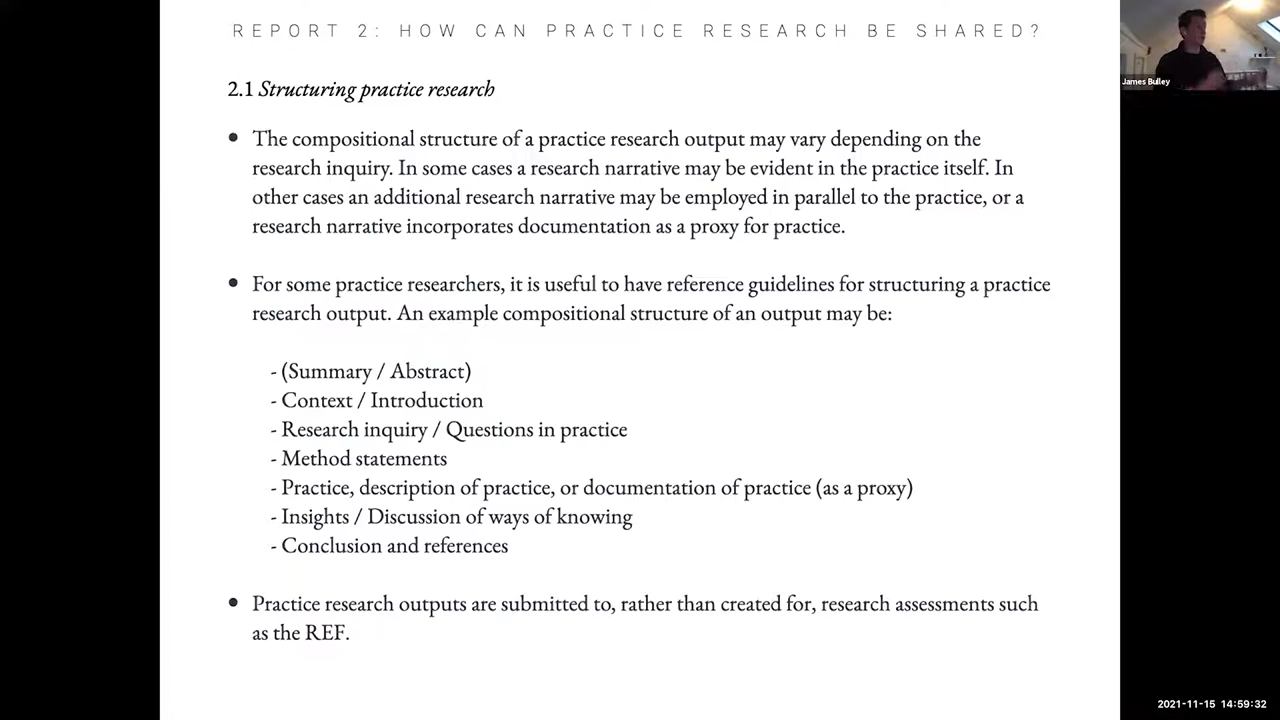 REPORT 2: HOW CAN PRACTICE RESEARCH BE SHARED?
James Bulley
2.1 Structuring practice research
• The compositional structure of a practice research output may vary depending on the
research inquiry. In some cases a research narrative may be evident in the practice itself. In
other cases an additional research narrative may be employed in parallel to the practice, or a
research narrative incorporates documentation as a proxy for practice.
• For some practice researchers, it is useful to have reference guidelines for structuring a practice
research output. An example compositional structure of an output may be:
- (Summary / Abstract)
- Context / Introduction
- Research inquiry / Questions in practice
- Method statements
- Practice, description of practice, or documentation of practice (as a proxy)
- Insights / Discussion of ways of knowing
- Conclusion and references
• Practice research outputs are submitted to, rather than created for, research assessments such
as the REF.
2021-11-15 14:59:32